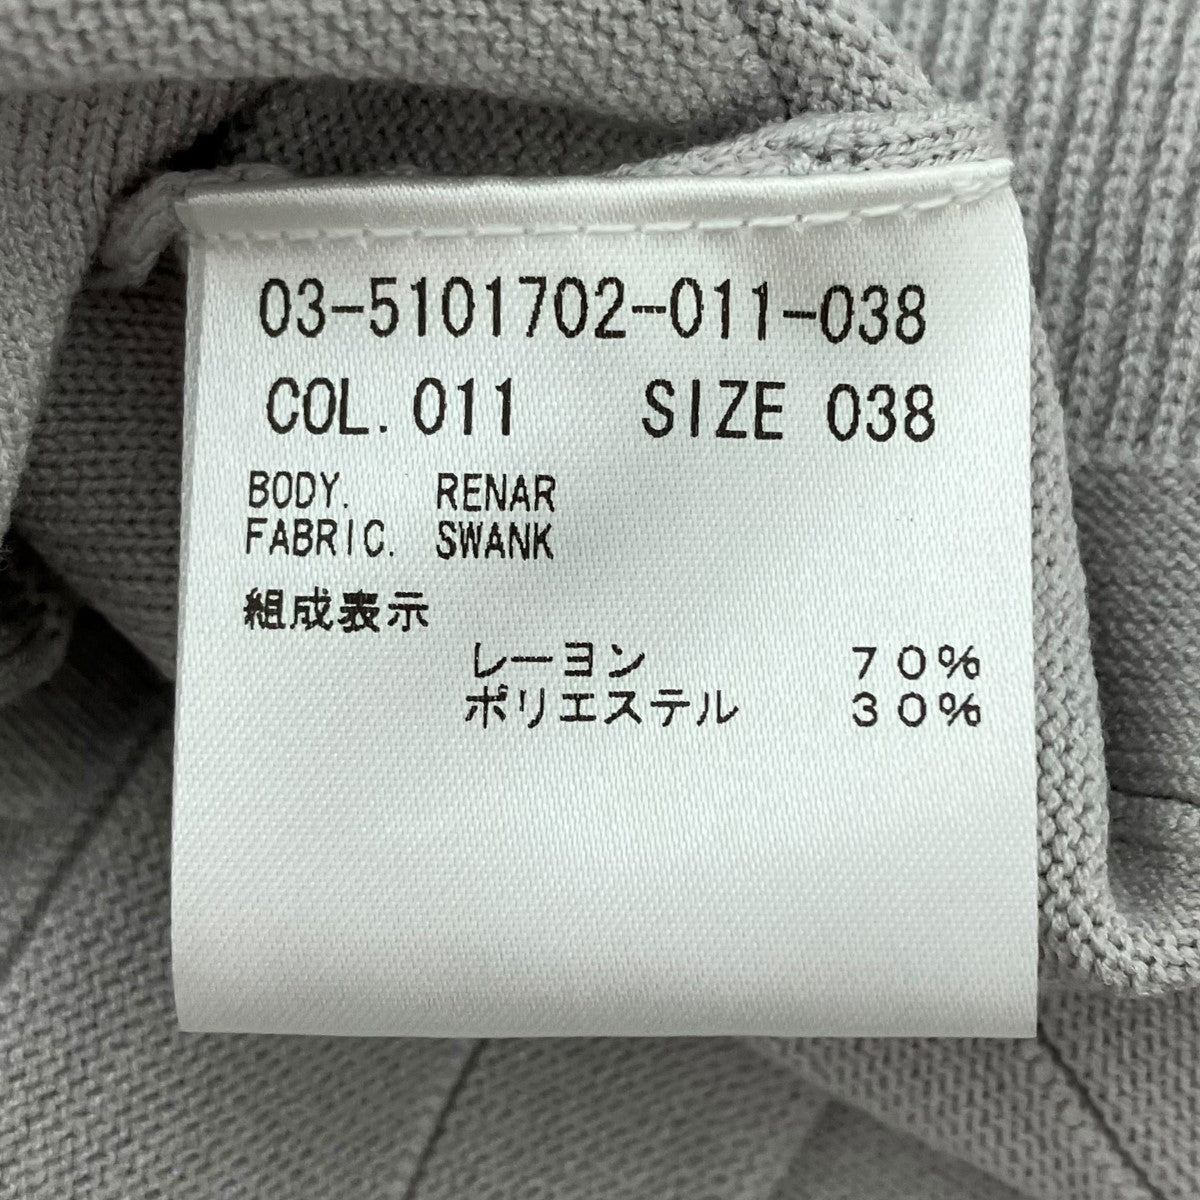 03-5101702-011-038
COL. 011 SIZE 038
BODY. RENAR
FABRIC. SWANK
組成表示
レーヨン 70%
ポリエステル 30%